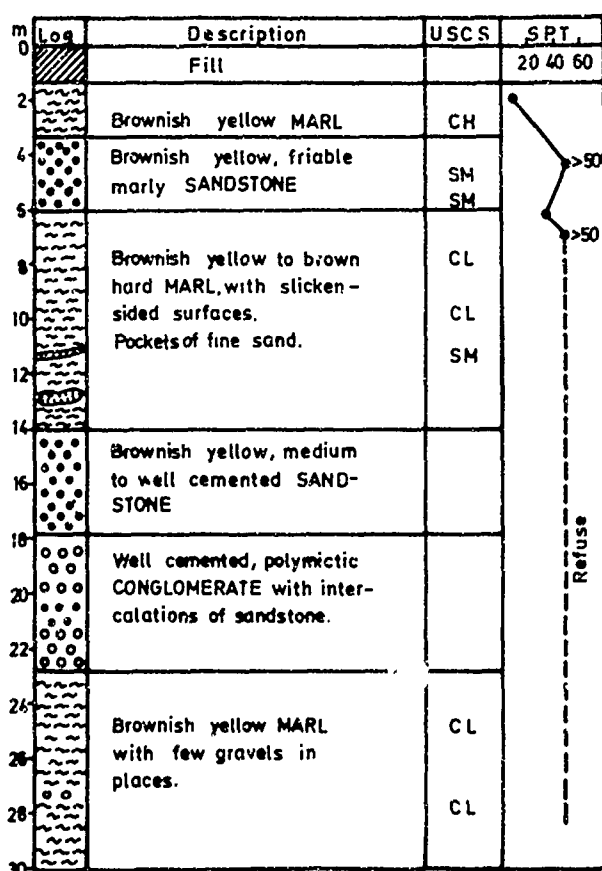 m Log Description USCS S.P.T.
0 Fill 20 40 60
2
Brownish yellow MARL CH
4 Brownish yellow, friable >50
marly SANDSTONE SM
SM
6
>50
8 Brownish yellow to brown CL
hard MARL, with slicken-
10 sided surfaces. CL
Pockets of fine sand. SM
12
14
Brownish yellow, medium
16 to well cemented SAND-
STONE
18
Well cemented, polymictic
CONGLOMERATE with inter-
20 calations of sandstone.
Refuse
22
24
Brownish yellow MARL CL
26 with few gravels in
places.
28 CL
30